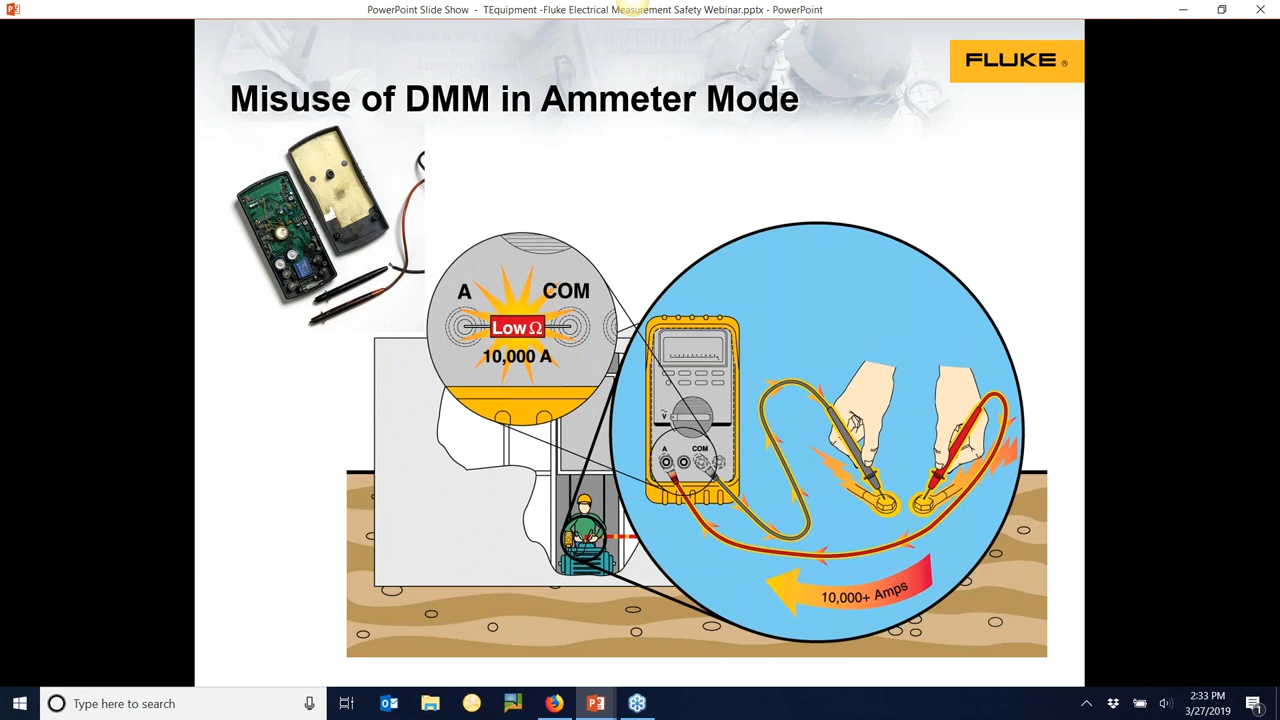 PowerPoint Slide Show - TEquipment -Fluke Electrical Measurement Safety Webinar.pptx - PowerPoint
FLUKE ®
Misuse of DMM in Ammeter Mode
A COM
Low Ω
10,000 A
V
A COM
10,000+ Amps
Type here to search
2:33 PM
3/27/2019
1